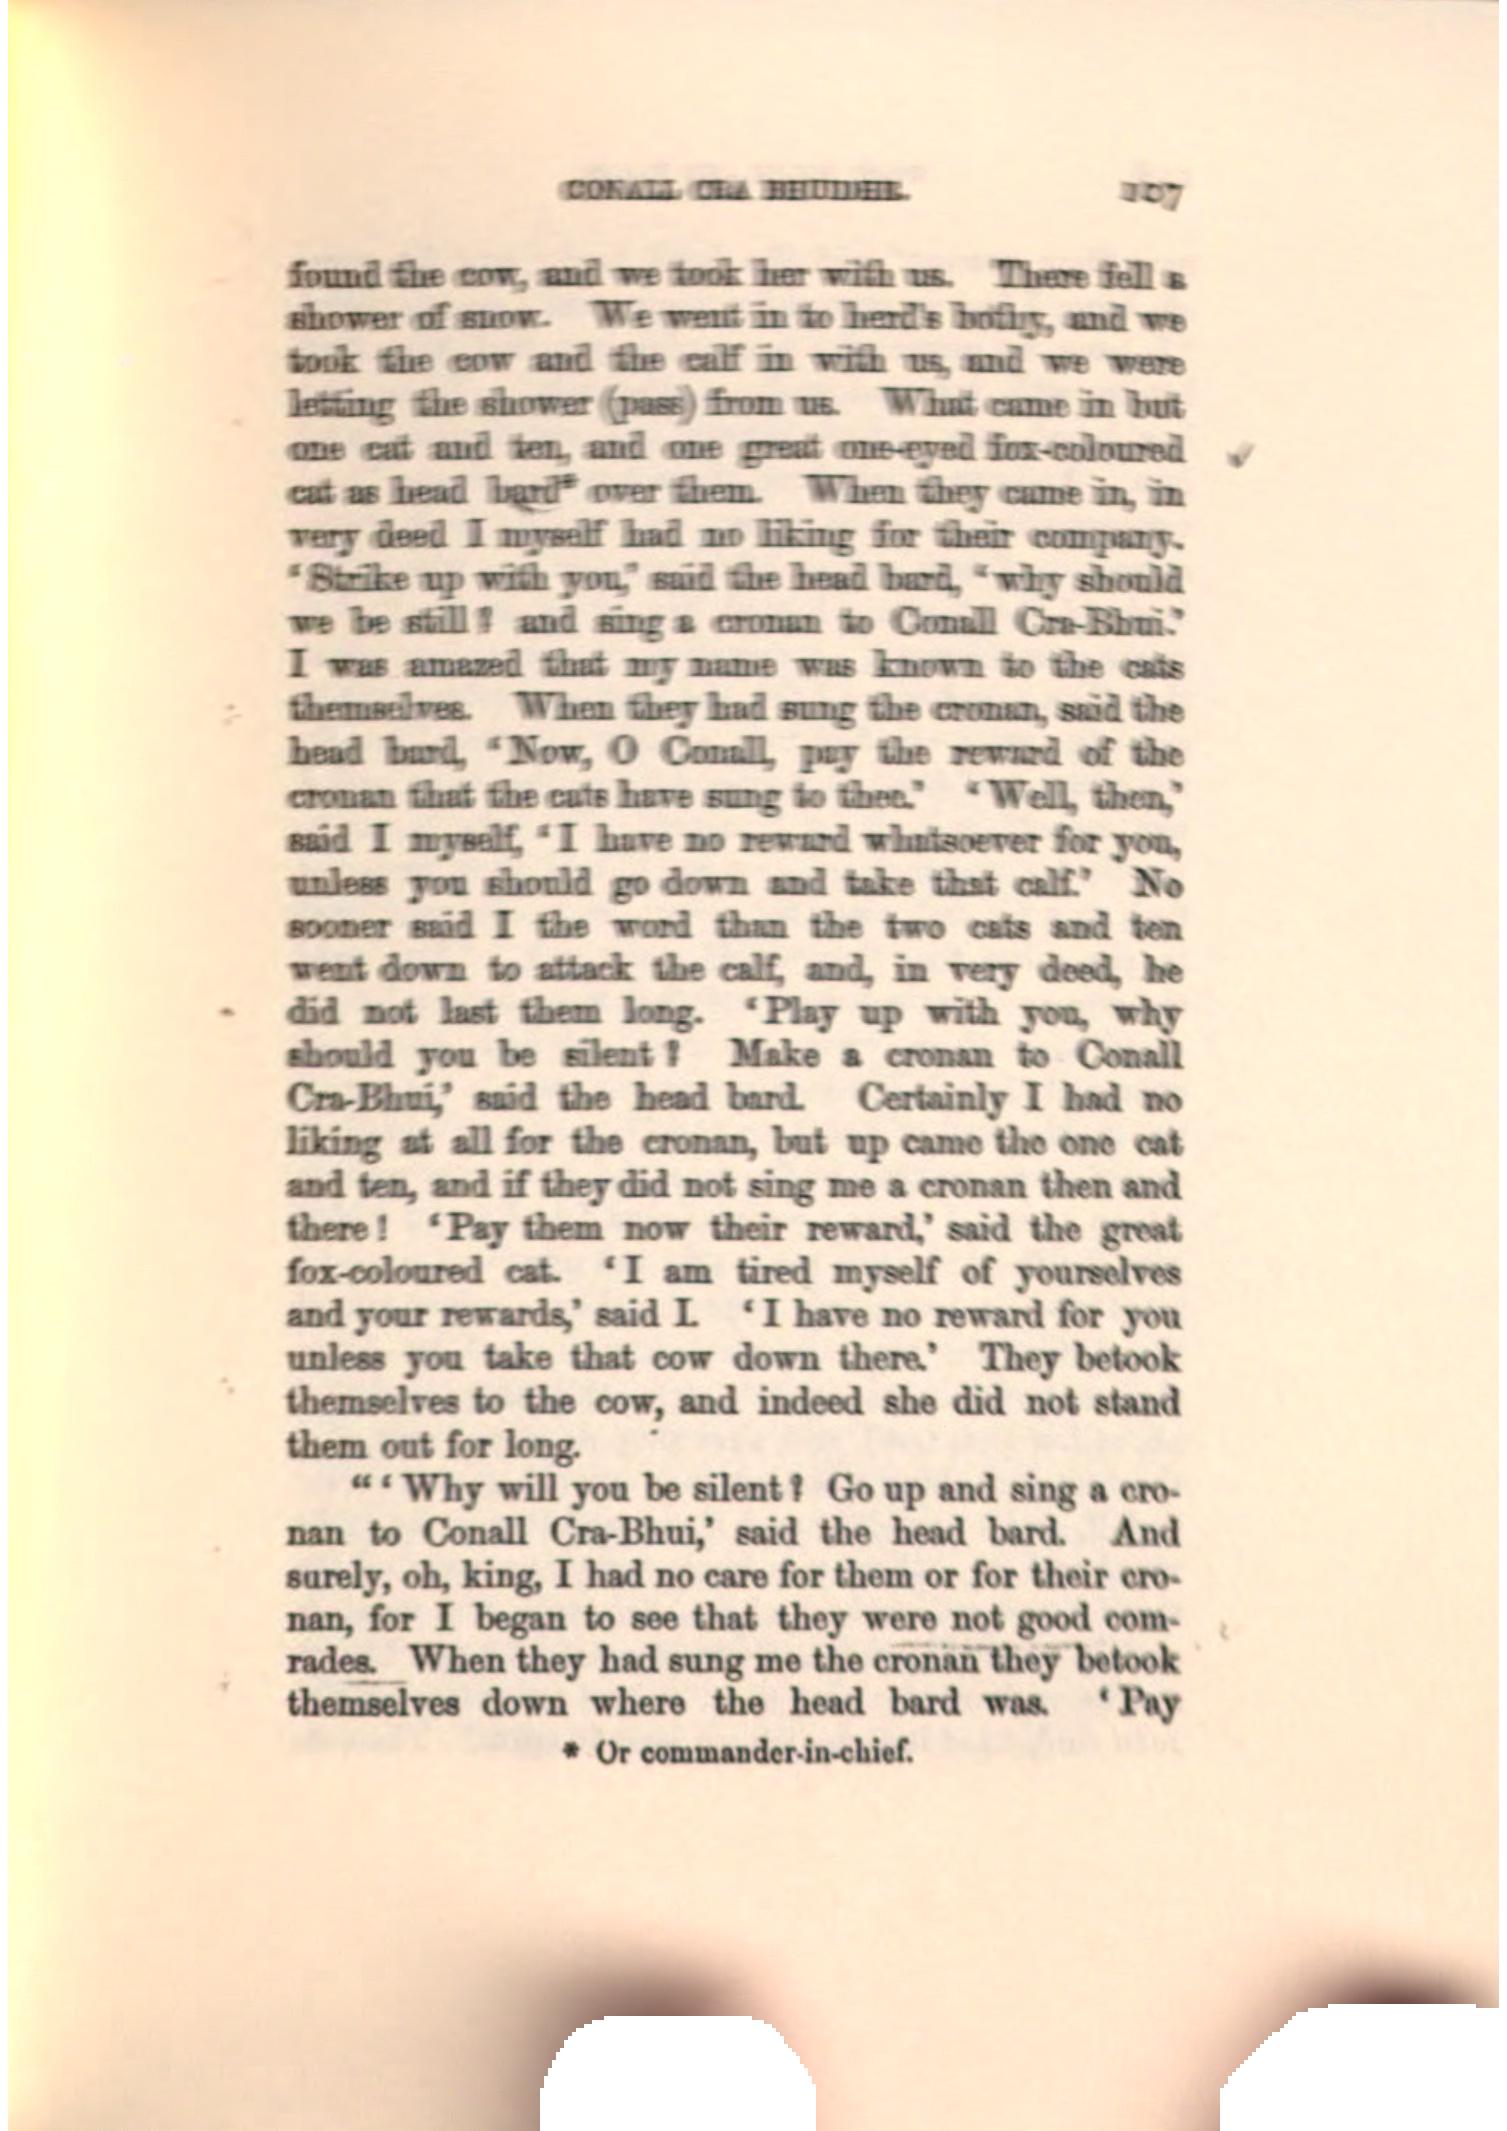 CONALL CRA BHUIDHE. 107
found the cow, and we took her with us. There fell a
shower of snow. We went in to herd's bothy, and we
took the cow and the calf in with us, and we were
letting the shower (pass) from us. What came in but
one cat and ten, and one great one-eyed fox-coloured
cat as head bard* over them. When they came in, in
very deed I myself had no liking for their company.
‘Strike up with you,’ said the head bard, ‘why should
we be still? and sing a cronan to Conall Cra-Bhui.’
I was amazed that my name was known to the cats
themselves. When they had sung the cronan, said the
head bard, ‘Now, O Conall, pay the reward of the
cronan that the cats have sung to thee.’ ‘Well, then,’
said I myself, ‘I have no reward whatsoever for you,
unless you should go down and take that calf.’ No
sooner said I the word than the two cats and ten
went down to attack the calf, and, in very deed, he
did not last them long. ‘Play up with you, why
should you be silent? Make a cronan to Conall
Cra-Bhui,’ said the head bard. Certainly I had no
liking at all for the cronan, but up came the one cat
and ten, and if they did not sing me a cronan then and
there! ‘Pay them now their reward,’ said the great
fox-coloured cat. ‘I am tired myself of yourselves
and your rewards,’ said I. ‘I have no reward for you
unless you take that cow down there.’ They betook
themselves to the cow, and indeed she did not stand
them out for long.
“‘Why will you be silent? Go up and sing a cro-
nan to Conall Cra-Bhui,’ said the head bard. And
surely, oh, king, I had no care for them or for their cro-
nan, for I began to see that they were not good com-
rades. When they had sung me the cronan they betook
themselves down where the head bard was. ‘Pay
* Or commander-in-chief.